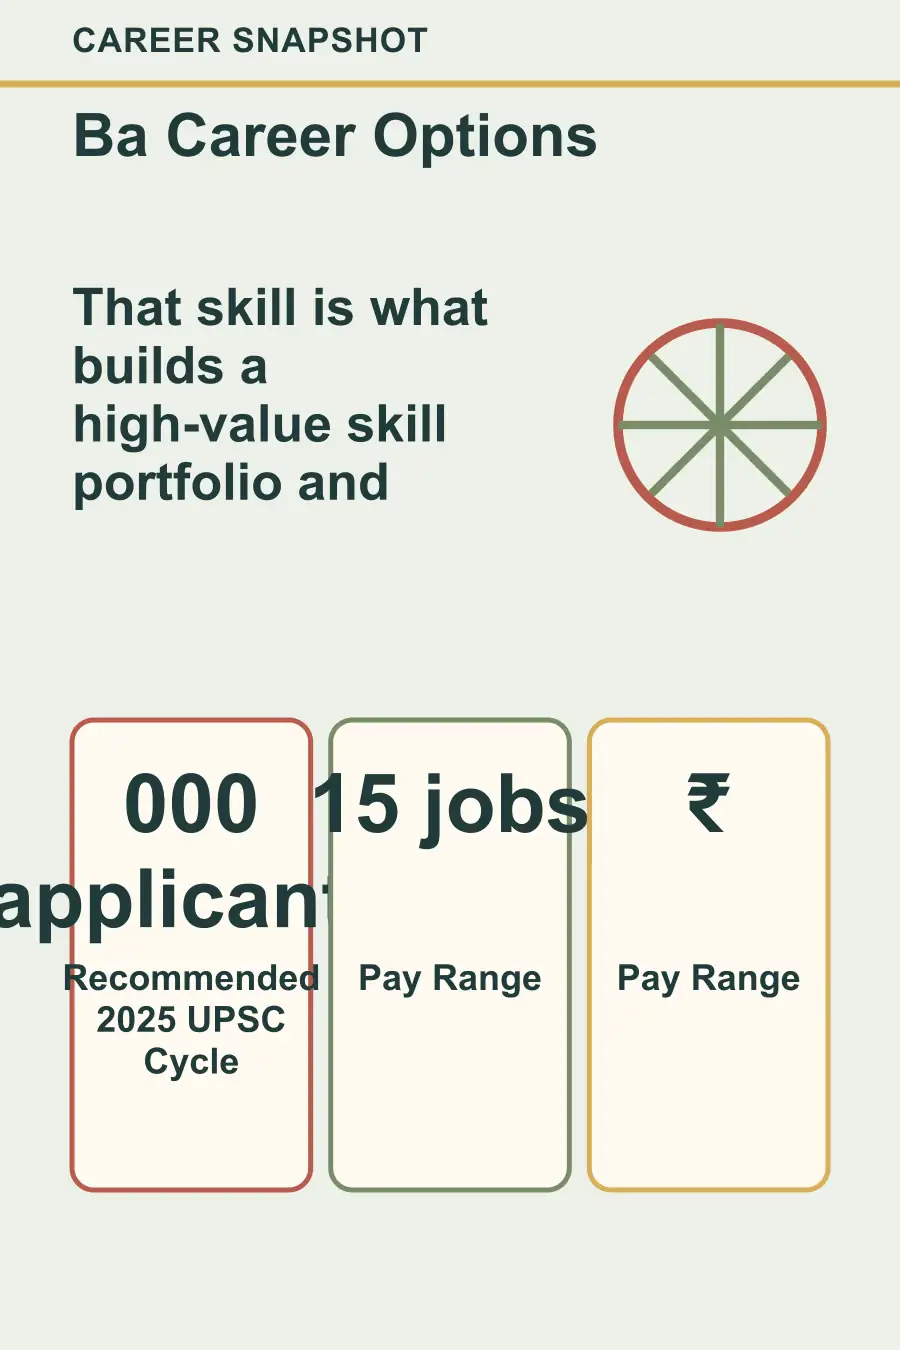 CAREER SNAPSHOT
Ba Career Options
That skill is what
builds a
high-value skill
portfolio and
000
applicant
15 jobs
₹
Recommended
2025 UPSC
Cycle
Pay Range
Pay Range